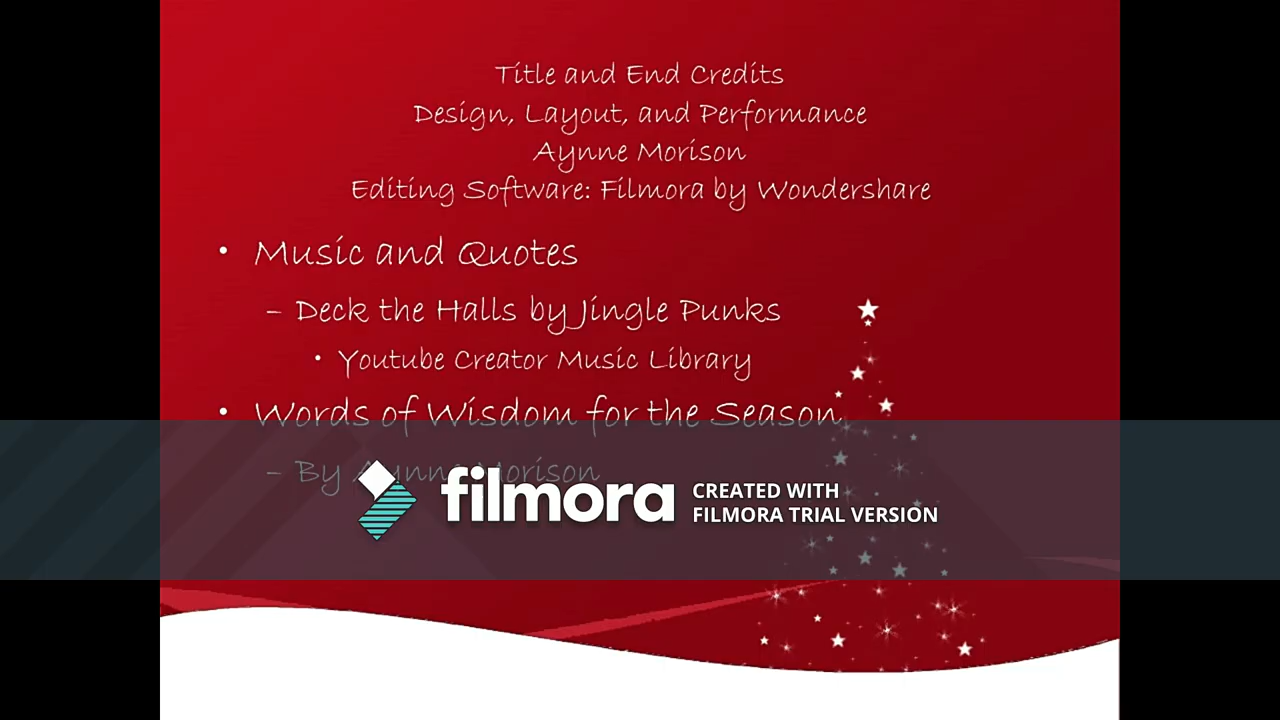 Title and End Credits
Design, Layout, and Performance
Aynne Morison
Editing Software: Filmora by Wondershare
• Music and Quotes
– Deck the Halls by Jingle Punks
• Youtube Creator Music Library
• Words of Wisdom for the Season
– By Aynne Morison
filmora
CREATED WITH
FILMORA TRIAL VERSION